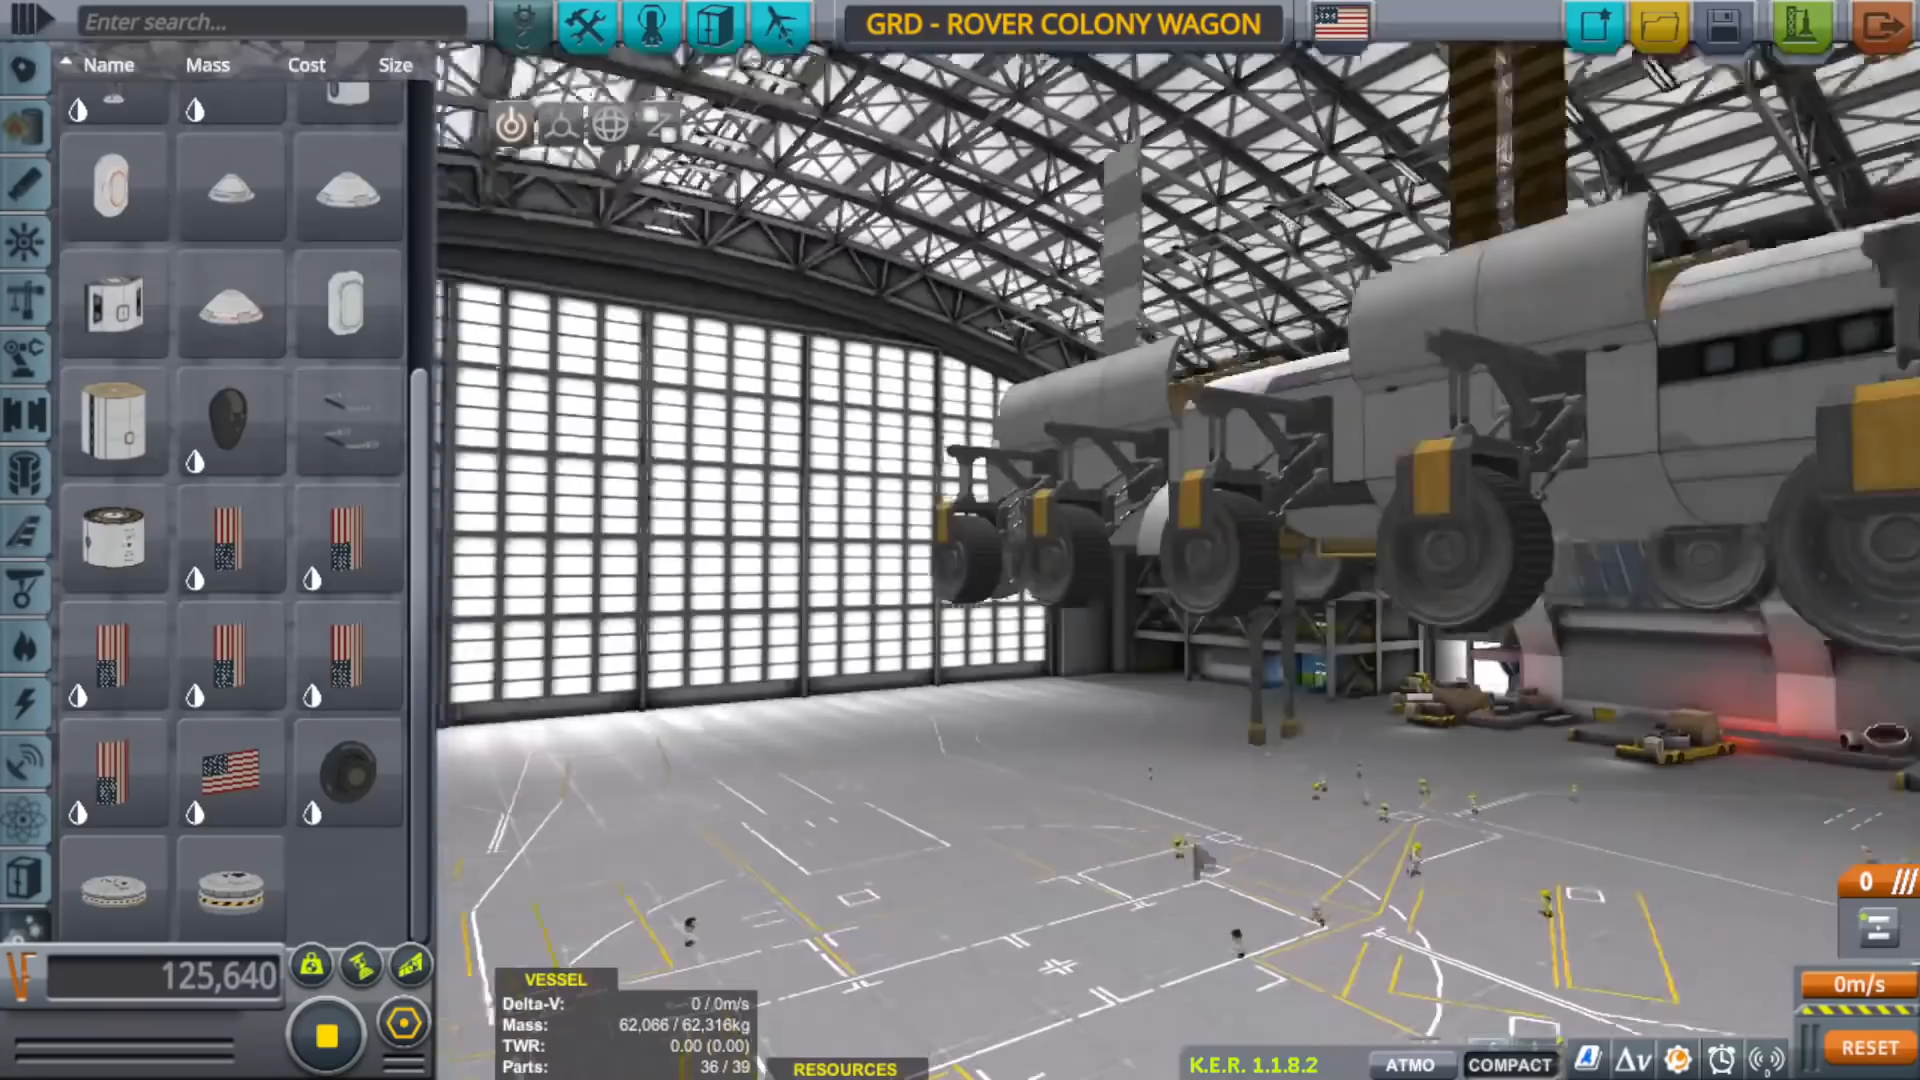 Enter search...
GRD - ROVER COLONY WAGON
Name Mass Cost Size
125,640
VESSEL
Delta-V: 0 / 0m/s
Mass: 62,066 / 62,316kg
TWR: 0.00 (0.00)
Parts: 36 / 39
RESOURCES
K.E.R. 1.1.8.2
ATMO
COMPACT
Δv
0
0m/s
RESET